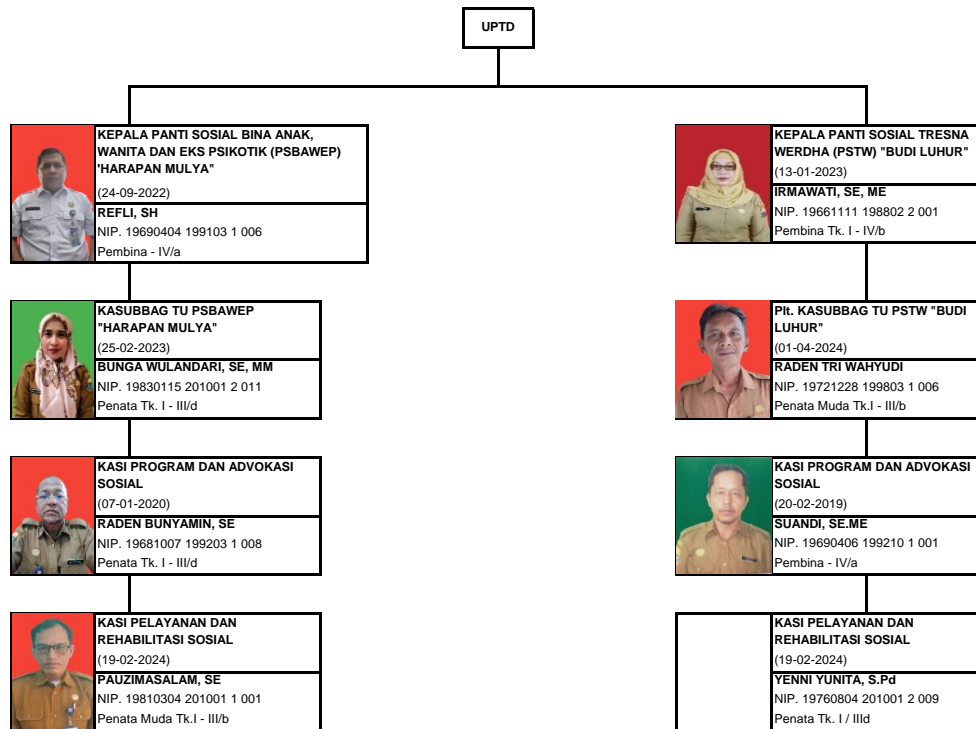 UPTD
KEPALA PANTI SOSIAL BINA ANAK,
WANITA DAN EKS PSIKOTIK (PSBAWEP)
'HARAPAN MULYA"
(24-09-2022)
REFLI, SH
NIP. 19690404 199103 1 006
Pembina - IV/a
KASUBBAG TU PSBAWEP
"HARAPAN MULYA"
(25-02-2023)
BUNGA WULANDARI, SE, MM
NIP. 19830115 201001 2 011
Penata Tk. I - III/d
KASI PROGRAM DAN ADVOKASI
SOSIAL
(07-01-2020)
RADEN BUNYAMIN, SE
NIP. 19681007 199203 1 008
Penata Tk. I - III/d
KASI PELAYANAN DAN
REHABILITASI SOSIAL
(19-02-2024)
PAUZIMASALAM, SE
NIP. 19810304 201001 1 001
Penata Muda Tk.I - III/b
KEPALA PANTI SOSIAL TRESNA
WERDHA (PSTW) "BUDI LUHUR"
(13-01-2023)
IRMAWATI, SE, ME
NIP. 19661111 198802 2 001
Pembina Tk. I - IV/b
Plt. KASUBBAG TU PSTW "BUDI
LUHUR"
(01-04-2024)
RADEN TRI WAHYUDI
NIP. 19721228 199803 1 006
Penata Muda Tk.I - III/b
KASI PROGRAM DAN ADVOKASI
SOSIAL
(20-02-2019)
SUANDI, SE.ME
NIP. 19690406 199210 1 001
Pembina - IV/a
KASI PELAYANAN DAN
REHABILITASI SOSIAL
(19-02-2024)
YENNI YUNITA, S.Pd
NIP. 19760804 201001 2 009
Penata Tk. I / IIId